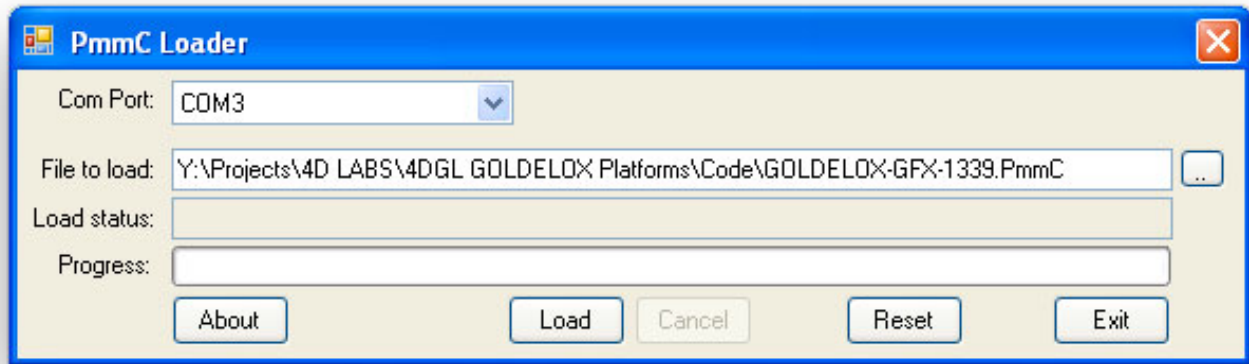 PmmC Loader
Com Port: COM3
File to load: Y:\Projects\4D LABS\4DGL GOLDELOX Platforms\Code\GOLDELOX-GFX-1339.PmmC ..
Load status:
Progress:
About Load Cancel Reset Exit